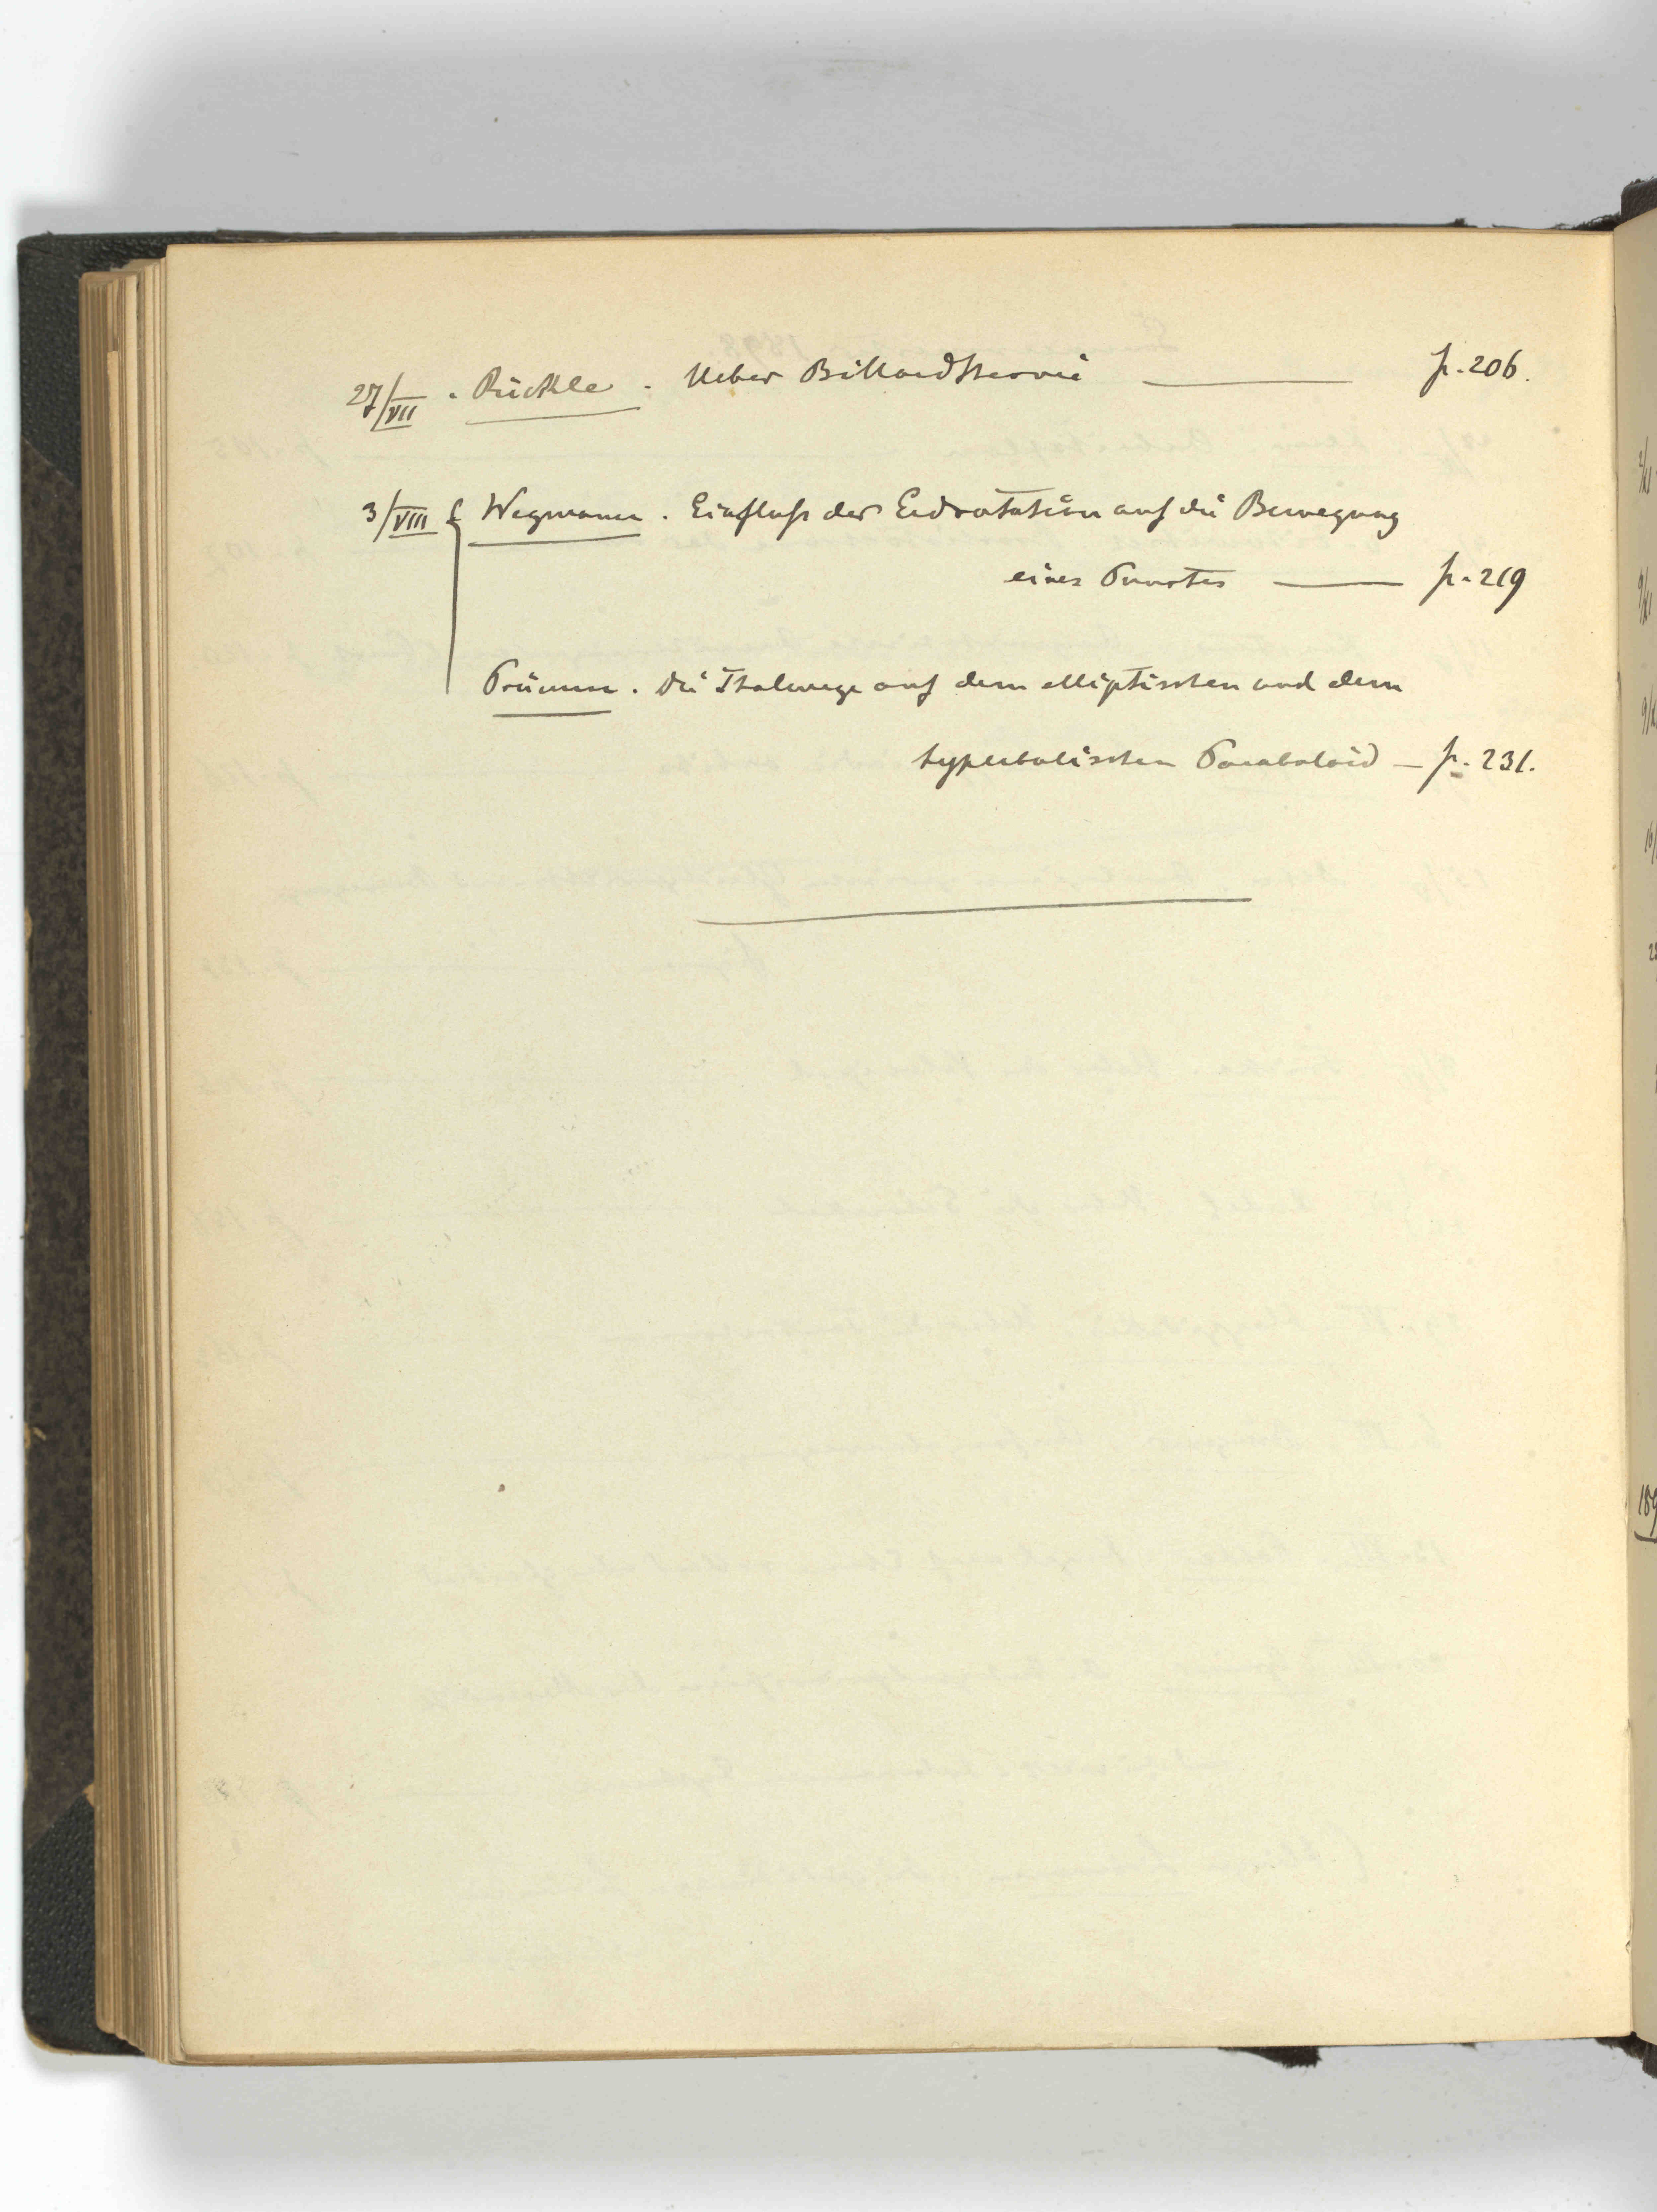 27/VII . Rückle . Ueber Billardtheorie — p. 206.
3/VIII { Wegmann . Einfluss der Erdrotation auf die Bewegung
eines Punktes — p. 219
Prümm . Die Thalwege auf dem elliptischen und dem
hyperbolischen Paraboloid — p. 231.